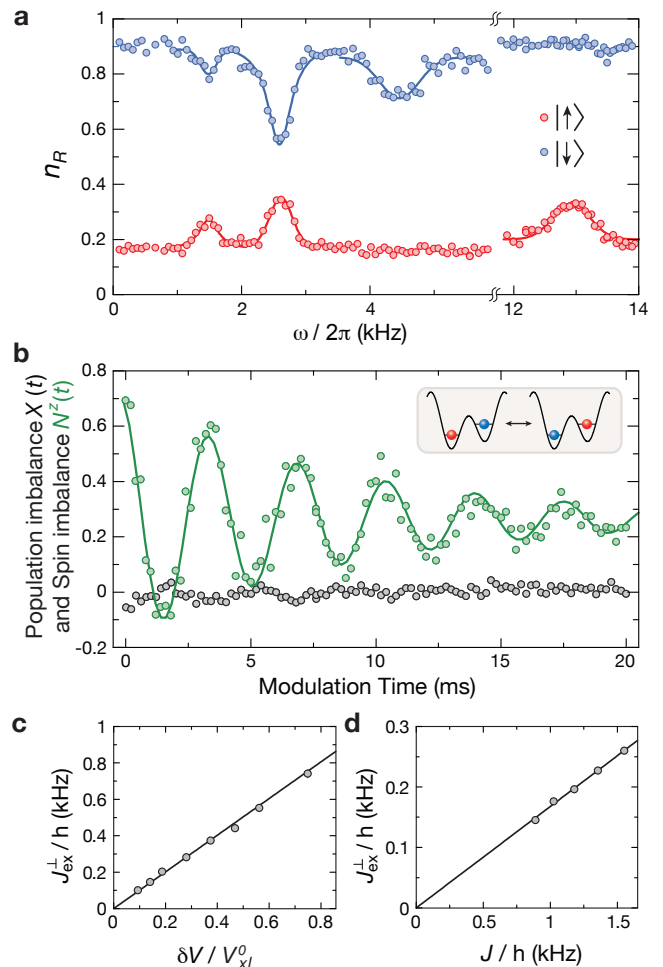 a
1
0.8
0.6
0.4
0.2
0
n_R
|↑⟩
|↓⟩
0 2 4 12 14
ω / 2π (kHz)
b
0.8
0.6
0.4
0.2
0
-0.2
Population imbalance X (t)
and Spin imbalance N^z(t)
0 5 10 15 20
Modulation Time (ms)
c
1
0.8
0.6
0.4
0.2
0
J_ex^⊥ / h (kHz)
0 0.2 0.4 0.6 0.8
δV / V_xl^0
d
0.3
0.2
0.1
0
J_ex^⊥ / h (kHz)
0 0.5 1 1.5
J / h (kHz)